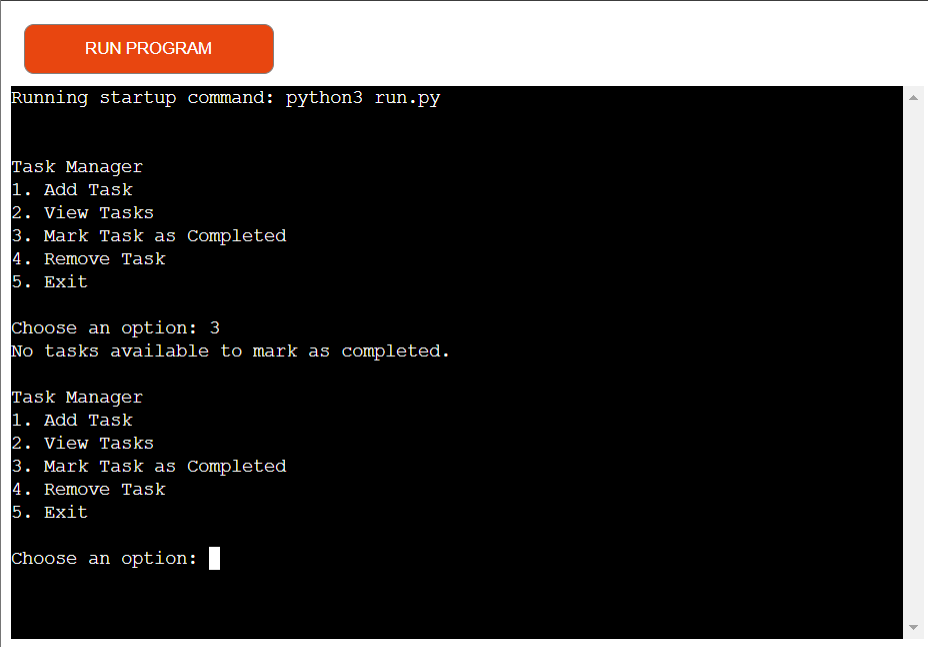 RUN PROGRAM
Running startup command: python3 run.py
Task Manager
1. Add Task
2. View Tasks
3. Mark Task as Completed
4. Remove Task
5. Exit
Choose an option: 3
No tasks available to mark as completed.
Task Manager
1. Add Task
2. View Tasks
3. Mark Task as Completed
4. Remove Task
5. Exit
Choose an option: